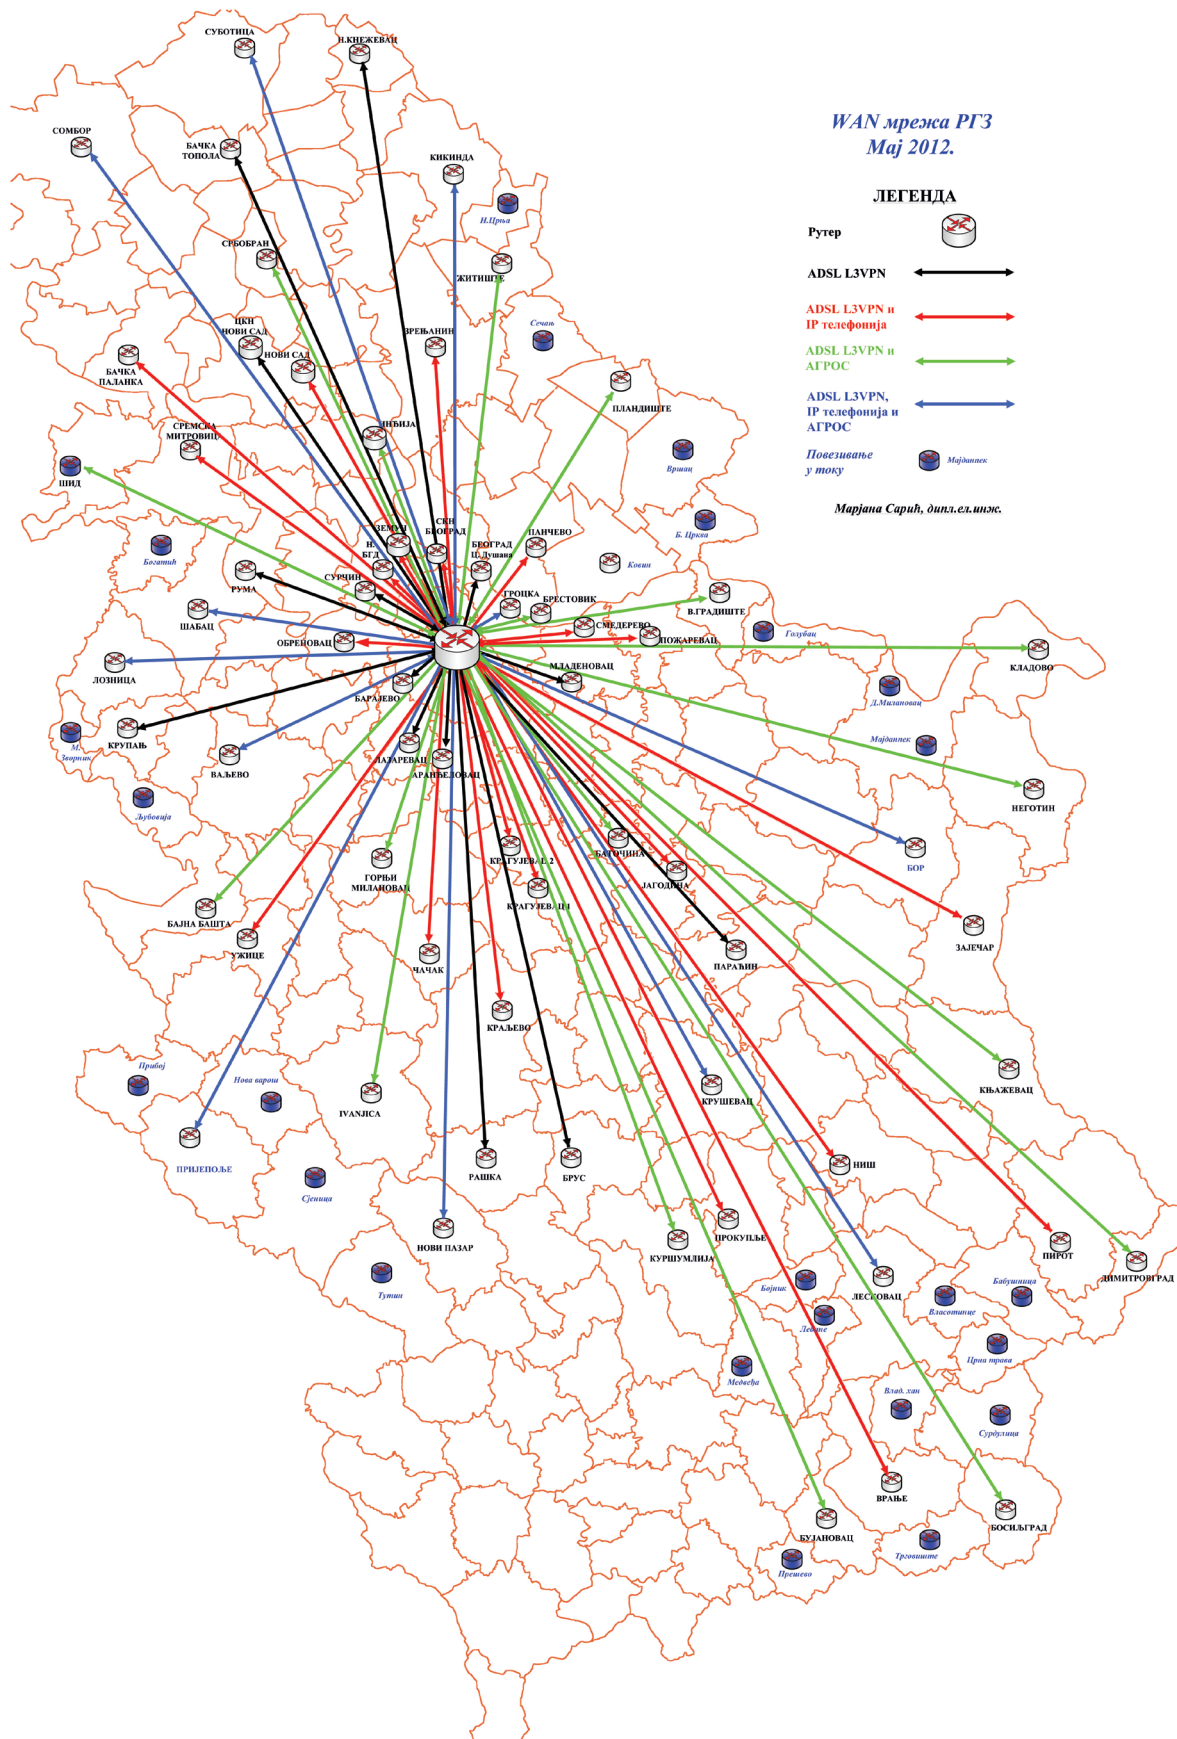 СУБОТИЦА
Н.КНЕЖЕВАЦ
WAN мрежа РГЗ
Мај 2012.
СОМБОР
БАЧКА
ТОПОЛА
КИКИНДА
Н.Црња
ЛЕГЕНДА
Рутер
СРБОБРАН
ЖИТИШТЕ
ADSL L3VPN
ADSL L3VPN и
IP телефонија
ADSL L3VPN и
АГРОС
ADSL L3VPN,
IP телефонија и
АГРОС
Повезивање
у току
Мајданпек
Марјана Сарић, дипл.ел.инж.
ЦКН
НОВИ САД
НОВИ САД
ЗРЕЊАНИН
Сечањ
БАЧКА
ПАЛАНКА
ПЛАНДИШТЕ
СРЕМСКА
МИТРОВИЦА
ИНЂИЈА
Вршац
ШИД
Б. Црква
Богатић
ЗЕМУН
СКН
БЕОГРАД
Н.
БГД
БЕОГРАД
Ц. Душана
ПАНЧЕВО
Ковин
РУМА
СУРЧИН
ГРОЦКА
БРЕСТОВИК
В.ГРАДИШТЕ
ШАБАЦ
СМЕДЕРЕВО
ПОЖАРЕВАЦ
Голубац
ОБРЕНОВАЦ
КЛАДОВО
ЛОЗНИЦА
МЛАДЕНОВАЦ
БАРАЈЕВО
Д.Милановац
КРУПАЊ
М.
Зворник
ВАЉЕВО
ЛАЗАРЕВАЦ
АРАНЂЕЛОВАЦ
Мајданпек
Љубовија
НЕГОТИН
БАТОЧИНА
КРАГУЈЕВАЦ 2
БОР
ГОРЊИ
МИЛАНОВАЦ
ЈАГОДИНА
КРАГУЈЕВАЦ 1
БАЈНА БАШТА
УЖИЦЕ
ЧАЧАК
ПАРАЋИН
ЗАЈЕЧАР
КРАЉЕВО
Прибој
Нова варош
IVANJICA
КРУШЕВАЦ
КЊАЖЕВАЦ
ПРИЈЕПОЉЕ
Сјеница
РАШКА
БРУС
НИШ
НОВИ ПАЗАР
ПРОКУПЉЕ
КУРШУМЛИЈА
ПИРОТ
ДИМИТРОВГРАД
Тутин
Бојник
ЛЕСКОВАЦ
Бабушница
Власотинце
Лебане
Црна трава
Медвеђа
Влад. хан
Сурдулица
ВРАЊЕ
БОСИЉГРАД
БУЈАНОВАЦ
Трговиште
Прешево